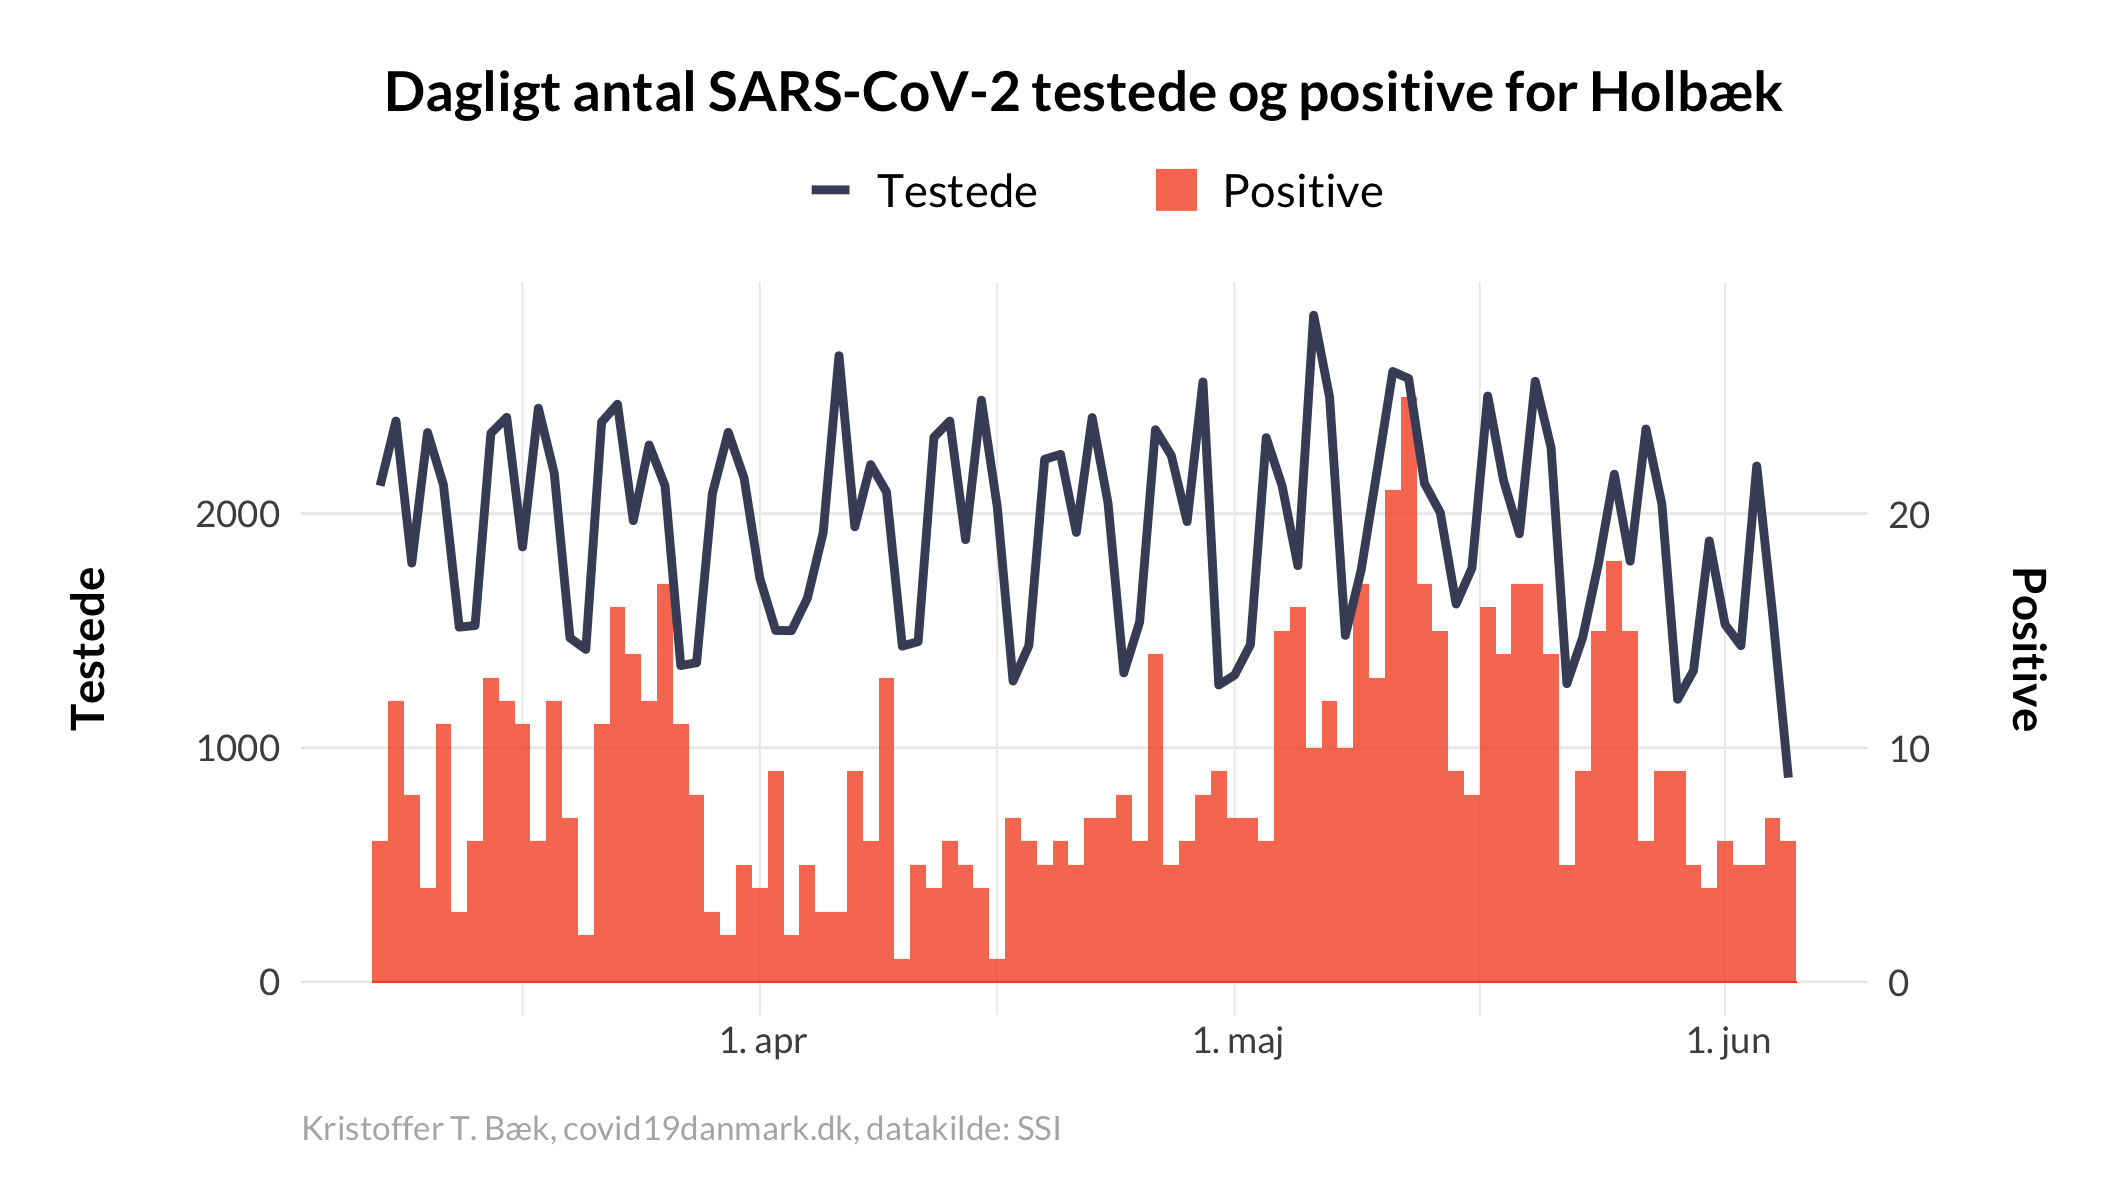 Dagligt antal SARS-CoV-2 testede og positive for Holbæk
Testede
Positive
Testede
2000
1000
0
20
10
0
Positive
1. apr
1. maj
1. jun
Kristoffer T. Bæk, covid19danmark.dk, datakilde: SSI